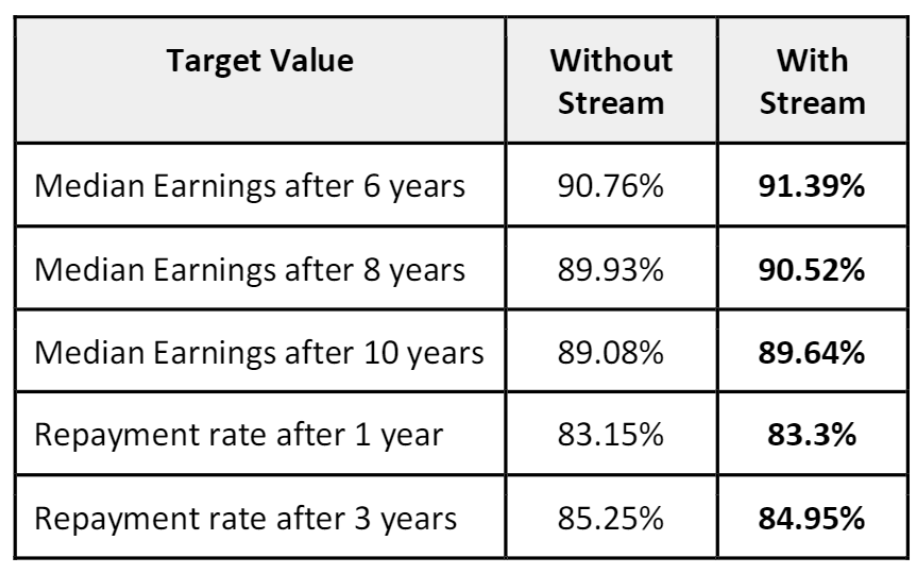 Target Value Without Stream With Stream
Median Earnings after 6 years 90.76% 91.39%
Median Earnings after 8 years 89.93% 90.52%
Median Earnings after 10 years 89.08% 89.64%
Repayment rate after 1 year 83.15% 83.3%
Repayment rate after 3 years 85.25% 84.95%